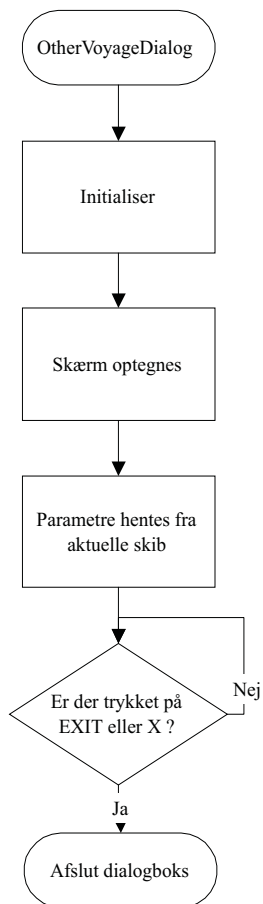 OtherVoyageDialog
Initialiser
Skærm optegnes
Parametre hentes fra
aktuelle skib
Er der trykket på
EXIT eller X ?
Nej
Ja
Afslut dialogboks